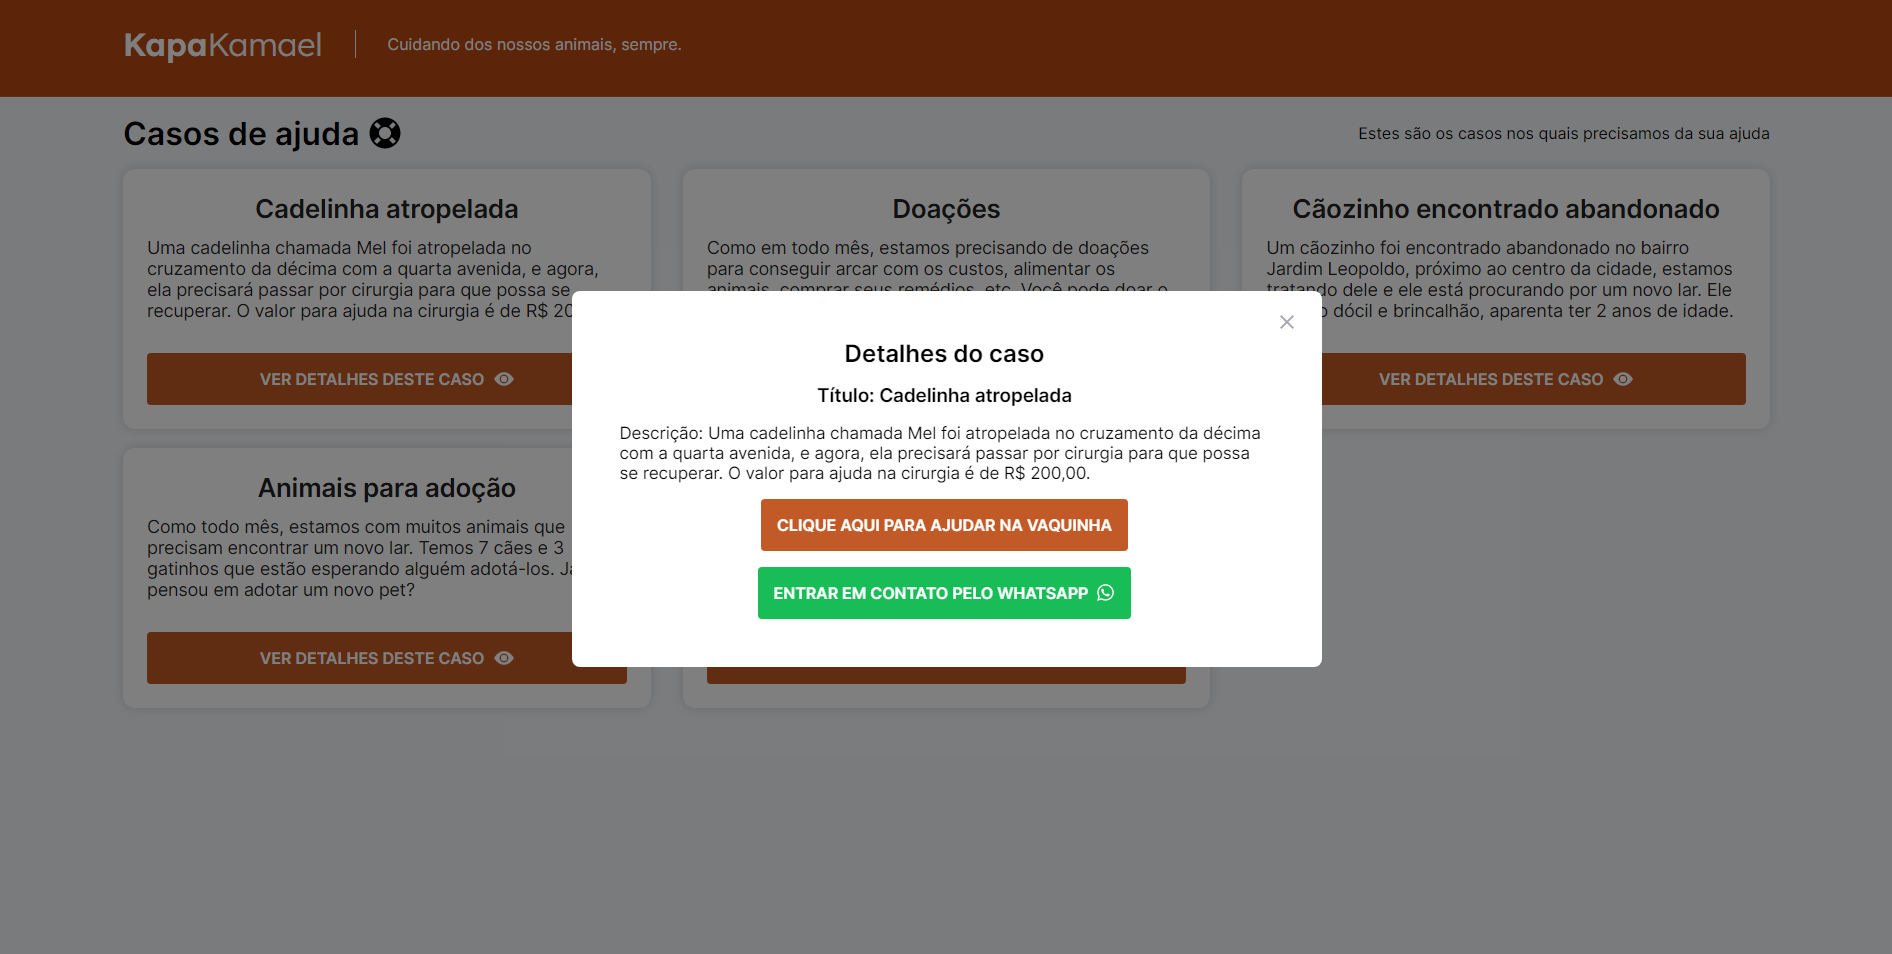 KapaKamael
Cuidando dos nossos animais, sempre.
Casos de ajuda
Estes são os casos nos quais precisamos da sua ajuda
Cadelinha atropelada
Uma cadelinha chamada Mel foi atropelada no
cruzamento da décima com a quarta avenida, e agora,
ela precisará passar por cirurgia para que possa se
recuperar. O valor para ajuda na cirurgia é de R$ 20
VER DETALHES DESTE CASO
Doações
Como em todo mês, estamos precisando de doações
para conseguir arcar com os custos, alimentar os
animais, comprar seus remédios, etc. Você pode doar o
Cãozinho encontrado abandonado
Um cãozinho foi encontrado abandonado no bairro
Jardim Leopoldo, próximo ao centro da cidade, estamos
tratando dele e ele está procurando por um novo lar. Ele
dócil e brincalhão, aparenta ter 2 anos de idade.
VER DETALHES DESTE CASO
Animais para adoção
Como todo mês, estamos com muitos animais que
precisam encontrar um novo lar. Temos 7 cães e 3
gatinhos que estão esperando alguém adotá-los. Já
pensou em adotar um novo pet?
VER DETALHES DESTE CASO
Detalhes do caso
Título: Cadelinha atropelada
Descrição: Uma cadelinha chamada Mel foi atropelada no cruzamento da décima
com a quarta avenida, e agora, ela precisará passar por cirurgia para que possa
se recuperar. O valor para ajuda na cirurgia é de R$ 200,00.
CLIQUE AQUI PARA AJUDAR NA VAQUINHA
ENTRAR EM CONTATO PELO WHATSAPP